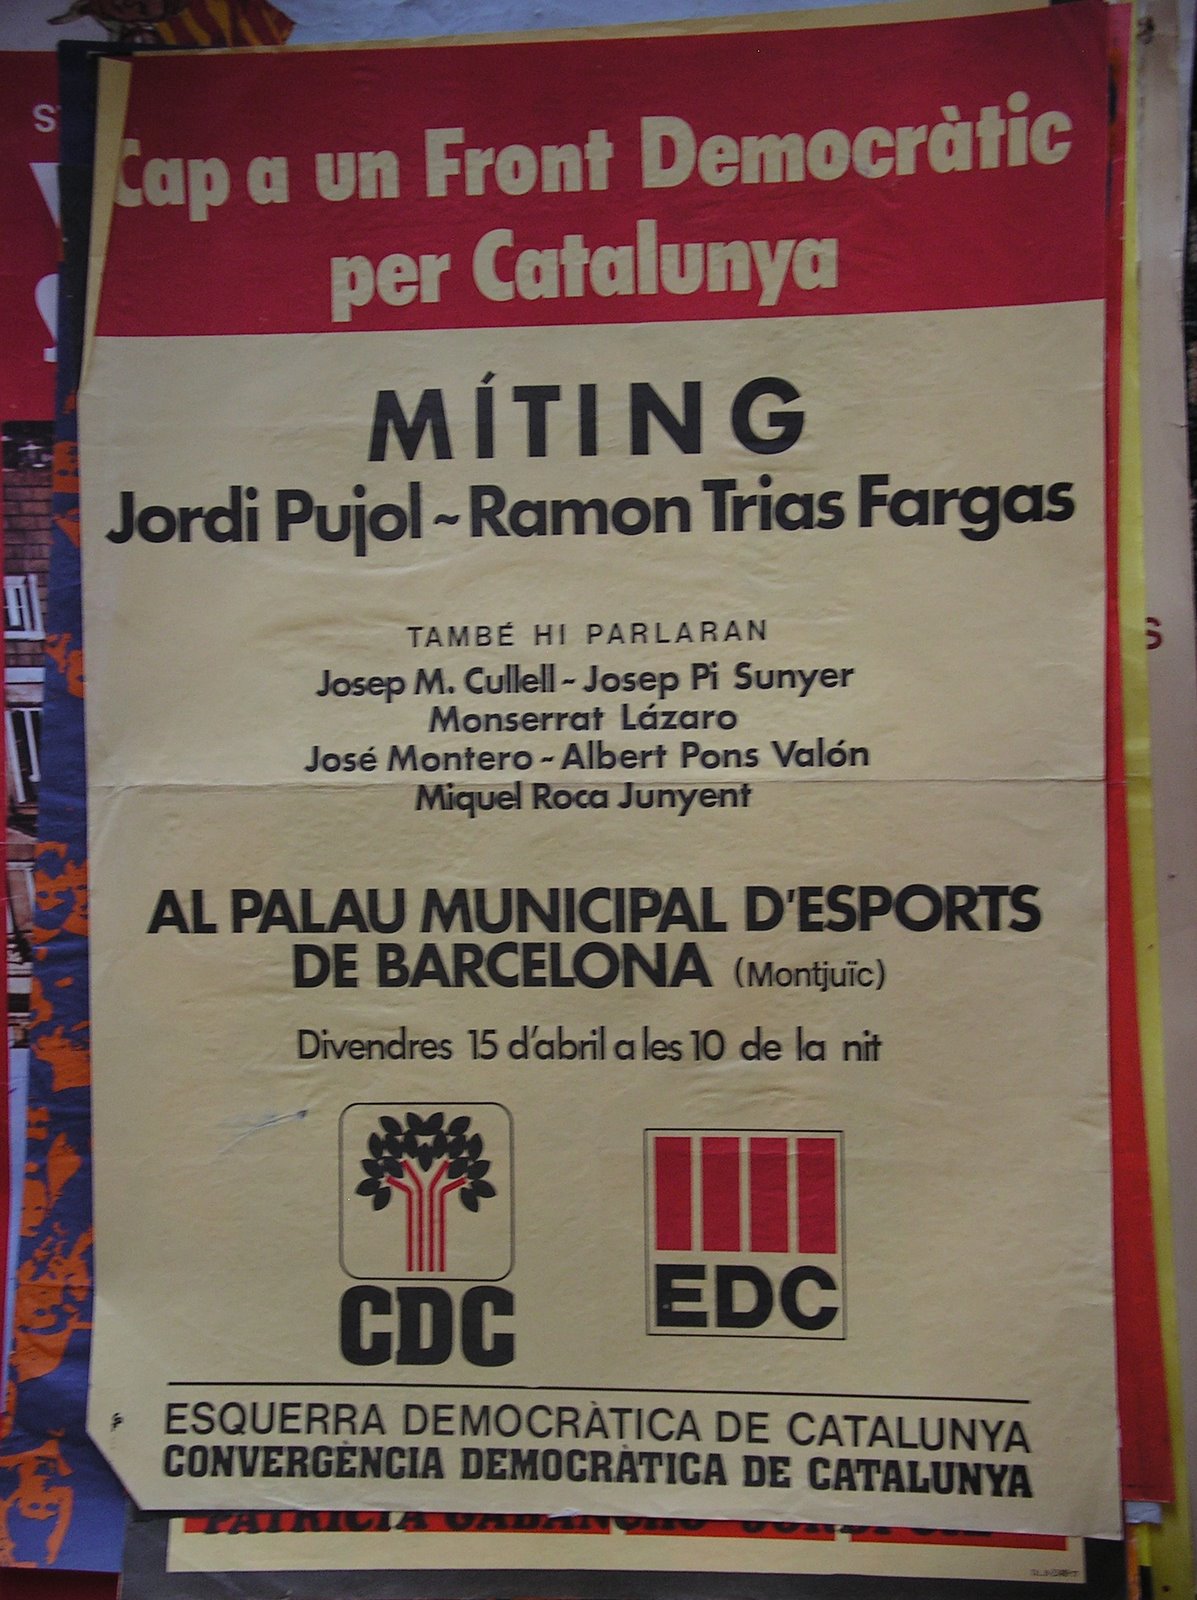 Cap a un Front Democràtic
per Catalunya
MÍTING
Jordi Pujol ~ Ramon Trias Fargas
TAMBÉ HI PARLARAN
Josep M. Cullell ~ Josep Pi Sunyer
Monserrat Lázaro
José Montero ~ Albert Pons Valón
Miquel Roca Junyent
AL PALAU MUNICIPAL D'ESPORTS
DE BARCELONA (Montjuïc)
Divendres 15 d'abril a les 10 de la nit
CDC
EDC
ESQUERRA DEMOCRÀTICA DE CATALUNYA
CONVERGÈNCIA DEMOCRÀTICA DE CATALUNYA
PATRICIA GABANCHO